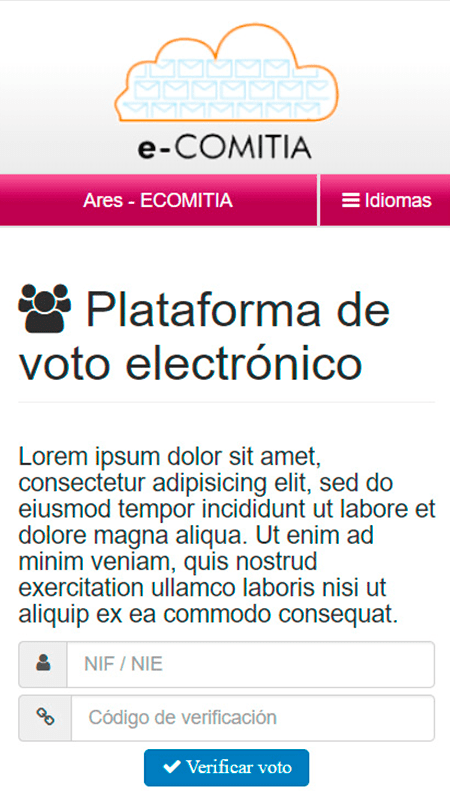 e-COMITIA
Ares - ECOMITIA
Idiomas
Plataforma de
voto electrónico
Lorem ipsum dolor sit amet,
consectetur adipisicing elit, sed do
eiusmod tempor incididunt ut labore et
dolore magna aliqua. Ut enim ad
minim veniam, quis nostrud
exercitation ullamco laboris nisi ut
aliquip ex ea commodo consequat.
NIF / NIE
Código de verificación
Verificar voto